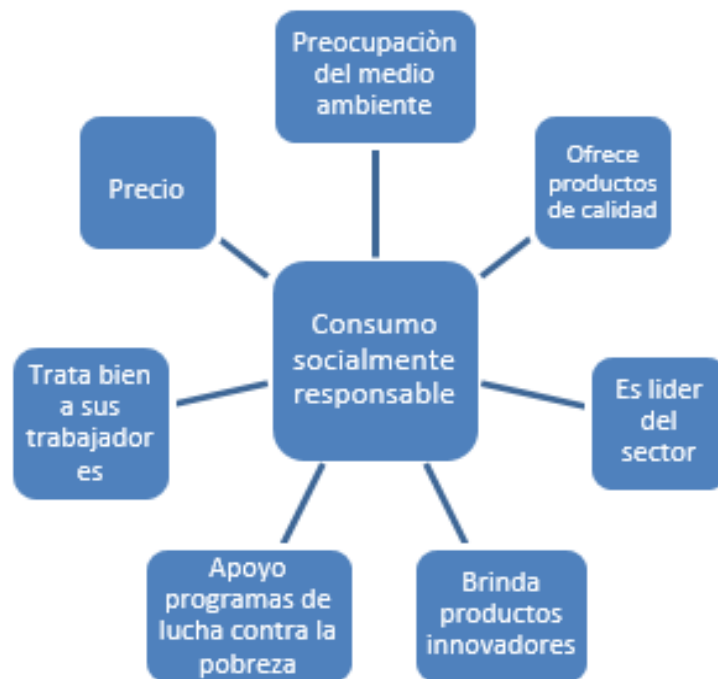 Preocupaciòn
del medio
ambiente
Ofrece
productos
de calidad
Precio
Consumo
socialmente
responsable
Trata bien
a sus
trabajador
es
Es lider
del
sector
Apoyo
programas de
lucha contra la
pobreza
Brinda
productos
innovadores